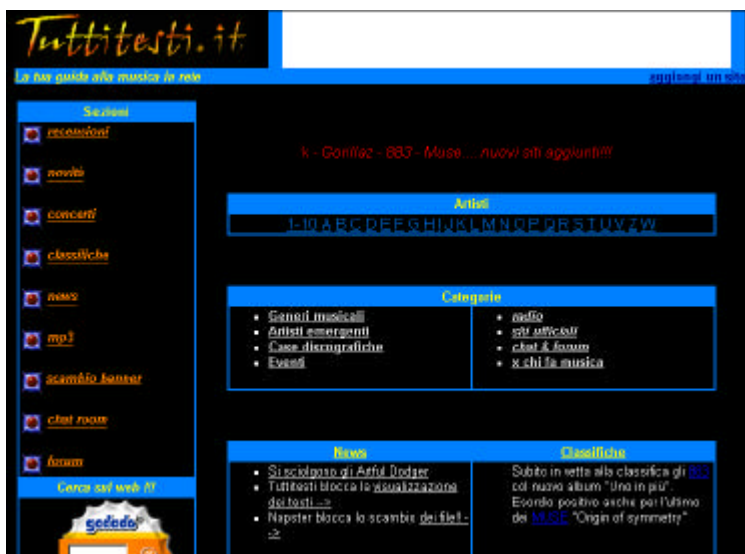 Tuttitesti.it
La tua guida alla musica in rete
aggiungi un sito
Sezioni
recensioni
novità
concerti
classifiche
news
mp3
scambio banner
chat room
forum
Cerca sul web !!!
godado
k - Gorillaz - 883 - Muse.... nuovi siti aggiunti!!!
Artisti
1-10 A B C D E F G H I J K L M N O P Q R S T U V Z W
Categorie
Generi musicali
Artisti emergenti
Case discografiche
Eventi
radio
siti ufficiali
chat & forum
x chi fa musica
News
Si sciolgono gli Artful Dodger
Tuttitesti blocca la visualizzazione
dei testi -->
Napster blocca lo scambio dei file!! -
->
Classifiche
Subito in vetta alla classifica gli 883
col nuovo album "Uno in più".
Esordio positivo anche per l'ultimo
dei MUSE "Origin of symmetry"